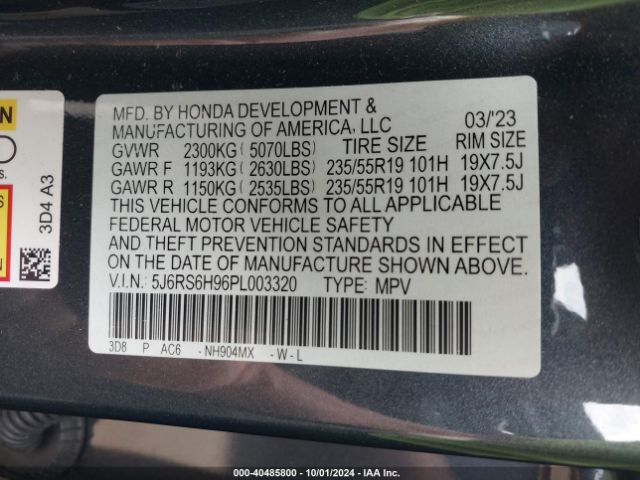 N
s.
S
3D4 A3
MFD. BY HONDA DEVELOPMENT &
MANUFACTURING OF AMERICA, LLC 03/'23
GVWR 2300KG( 5070LBS) TIRE SIZE RIM SIZE
GAWR F 1193KG( 2630LBS) 235/55R19 101H 19X7.5J
GAWR R 1150KG( 2535LBS) 235/55R19 101H 19X7.5J
THIS VEHICLE CONFORMS TO ALL APPLICABLE
FEDERAL MOTOR VEHICLE SAFETY
AND THEFT PREVENTION STANDARDS IN EFFECT ON
THE DATE OF MANUFACTURE SHOWN ABOVE.
V.I.N.: 5J6RS6H96PL003320 TYPE: MPV
3D8 P AC6 -NH904MX -W-L
000-40485800 - 10/01/2024 - IAA Inc.